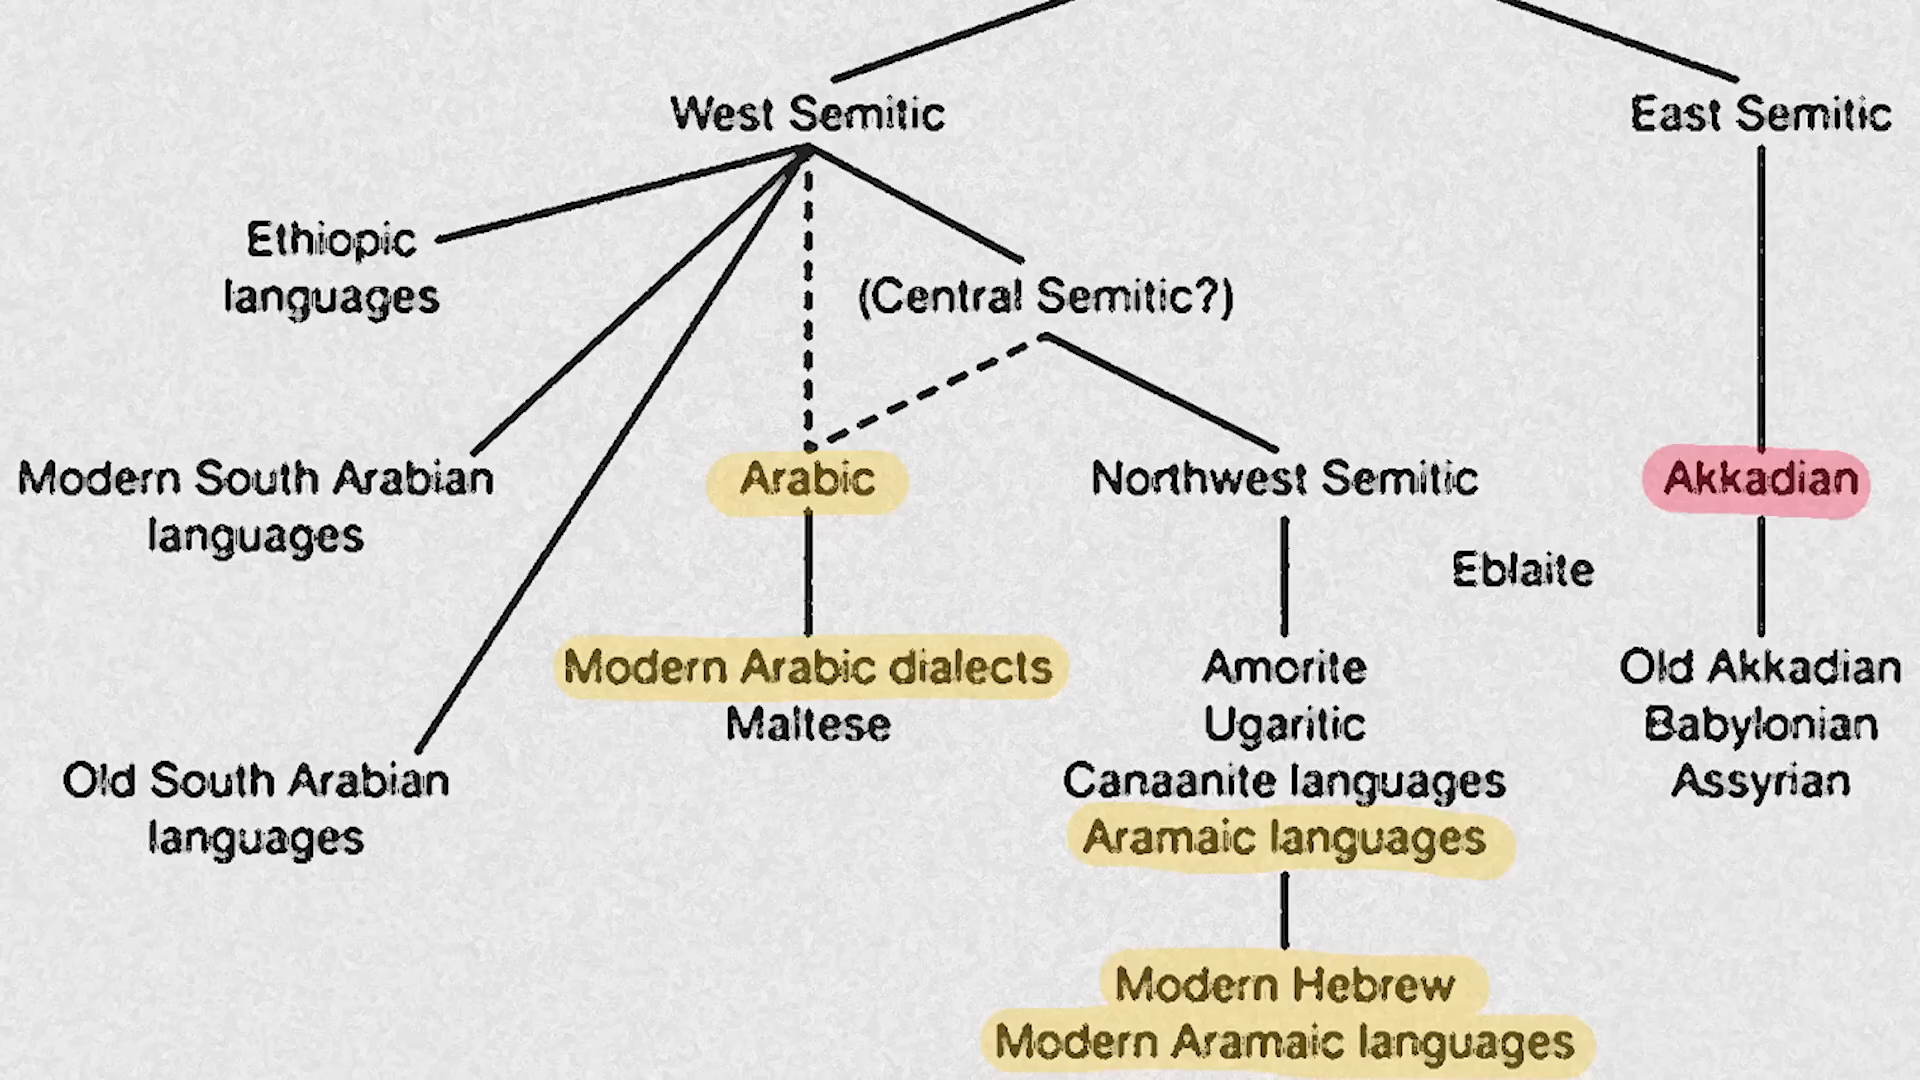 West Semitic
East Semitic
Ethiopic
languages
(Central Semitic?)
Modern South Arabian
languages
Arabic
Northwest Semitic
Akkadian
Eblaite
Modern Arabic dialects
Maltese
Amorite
Ugaritic
Canaanite languages
Aramaic languages
Old Akkadian
Babylonian
Assyrian
Old South Arabian
languages
Modern Hebrew
Modern Aramaic languages